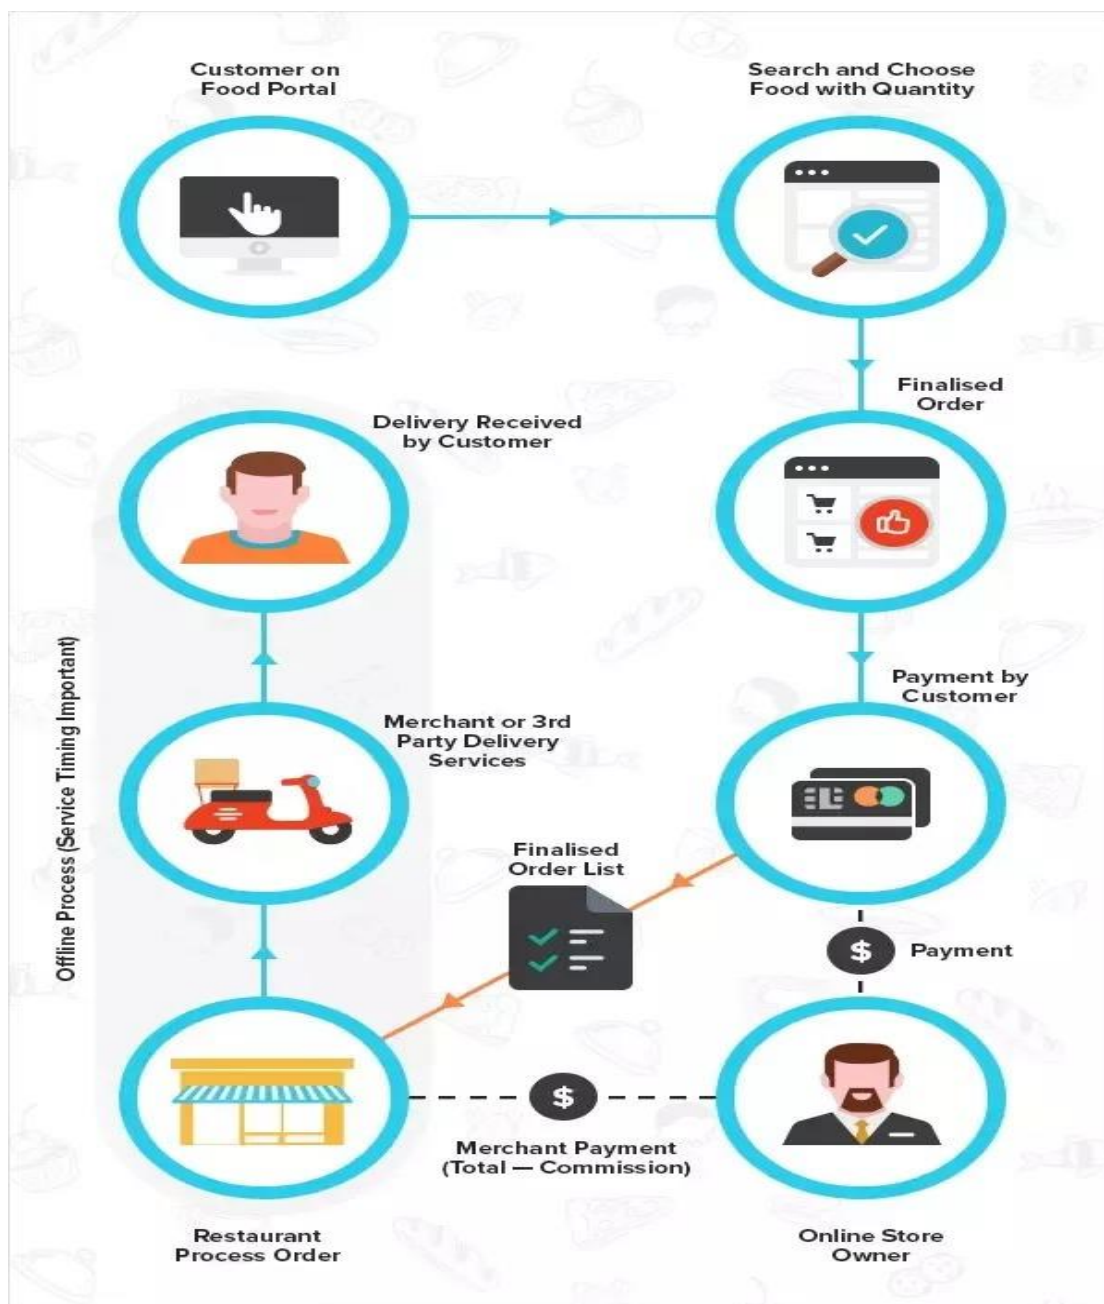 Customer on
Food Portal
Search and Choose
Food with Quantity
Finalised
Order
Delivery Received
by Customer
Payment by
Customer
Merchant or 3rd
Party Delivery
Services
Offline Process (Service Timing Important)
Finalised
Order List
$
Payment
$
Merchant Payment
(Total — Commission)
Restaurant
Process Order
Online Store
Owner